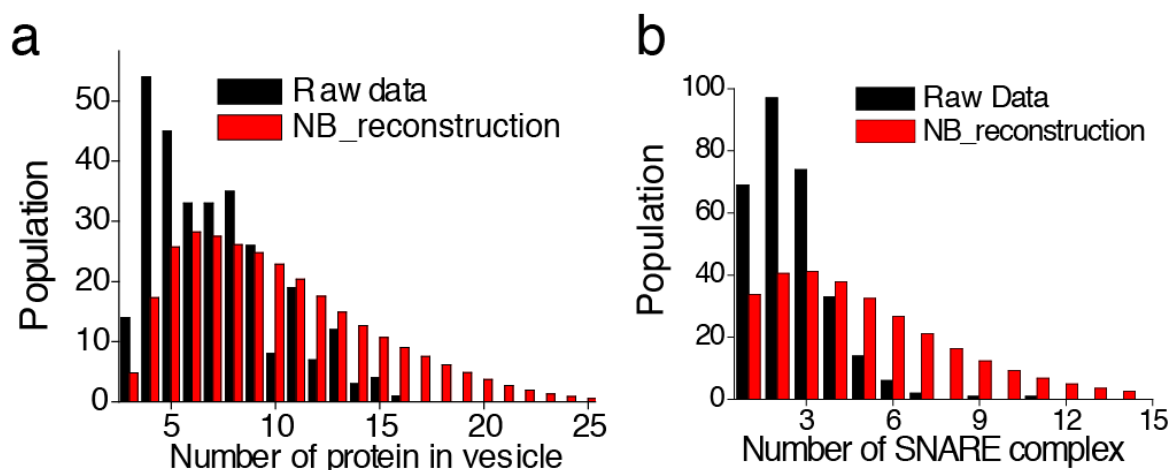 a
Raw data
NB_reconstruction
Population
50
40
30
20
10
0
5
10
15
20
25
Number of protein in vesicle
b
Raw Data
NB_reconstruction
Population
100
80
60
40
20
0
3
6
9
12
15
Number of SNARE complex